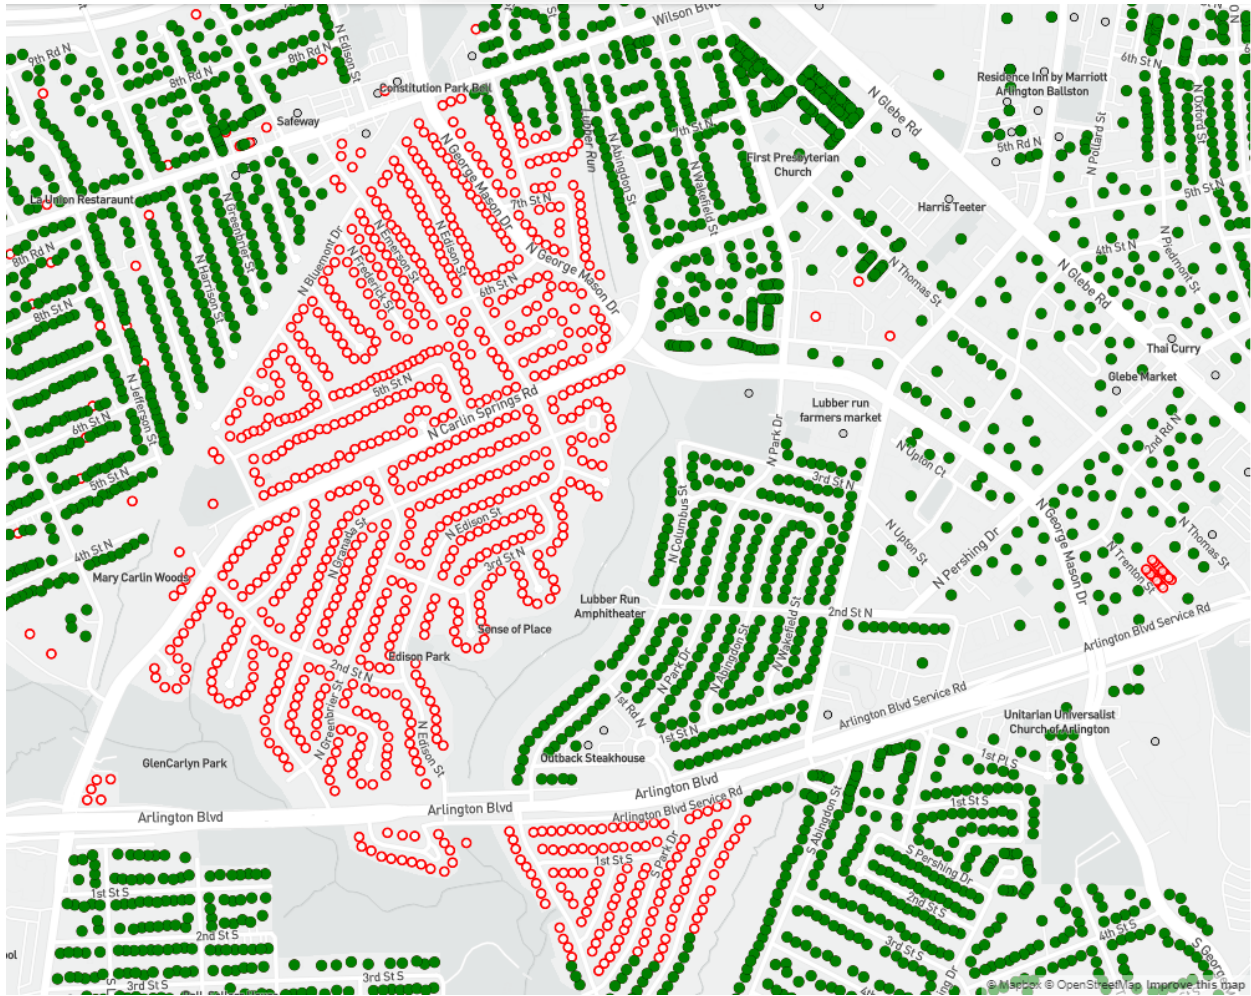 Wilson Blvd
N Edison St
9th Rd N
8th Rd N
8th Rd N
6th St N
Residence Inn by Marriott
Arlington Ballston
Constitution Park Bell
N Glebe Rd
N Oxford St
Safeway
Lubber Run
7th St N
N Pollard St
5th Rd N
N George Mason Dr
N Abingdon St
First Presbyterian
Church
N Wakefield St
5th St N
La Union Restaraunt
7th St N
Harris Teeter
N Greenbrier St
N Emerson St
N Edison St
N Bluemont Dr
8th Rd N
4th St N
N Piedmont St
N Frederick St
N George Mason Dr
N Thomas St
N Harrison St
6th St N
N Glebe Rd
8th St N
Thai Curry
5th St N
Glebe Market
N Jefferson St
N Carlin Springs Rd
Lubber run
farmers market
6th St N
N Park Dr
2nd Rd N
N Upton Ct
5th St N
3rd St N
N Columbus St
N Granada St
N Edison St
N George Mason Dr
N Thomas St
N Upton St
4th St N
3rd St N
N Pershing Dr
N Trenton St
Mary Carlin Woods
Lubber Run
Amphitheater
2nd St N
Sense of Place
N Wakefield St
Arlington Blvd Service Rd
Edison Park
N Abingdon St
2nd St N
N Park Dr
N Greenbrier St
1st Rd N
Arlington Blvd Service Rd
N Edison St
1st St N
Unitarian Universalist
Church of Arlington
GlenCarlyn Park
Outback Steakhouse
1st Pl S
Arlington Blvd
Arlington Blvd
Arlington Blvd
Arlington Blvd Service Rd
1st St S
S Abingdon St
1st St S
S Park Dr
S Pershing Dr
1st St S
2nd St S
2nd St S
4th St S
3rd St S
3rd St S
3rd St S
© Mapbox © OpenStreetMap Improve this map